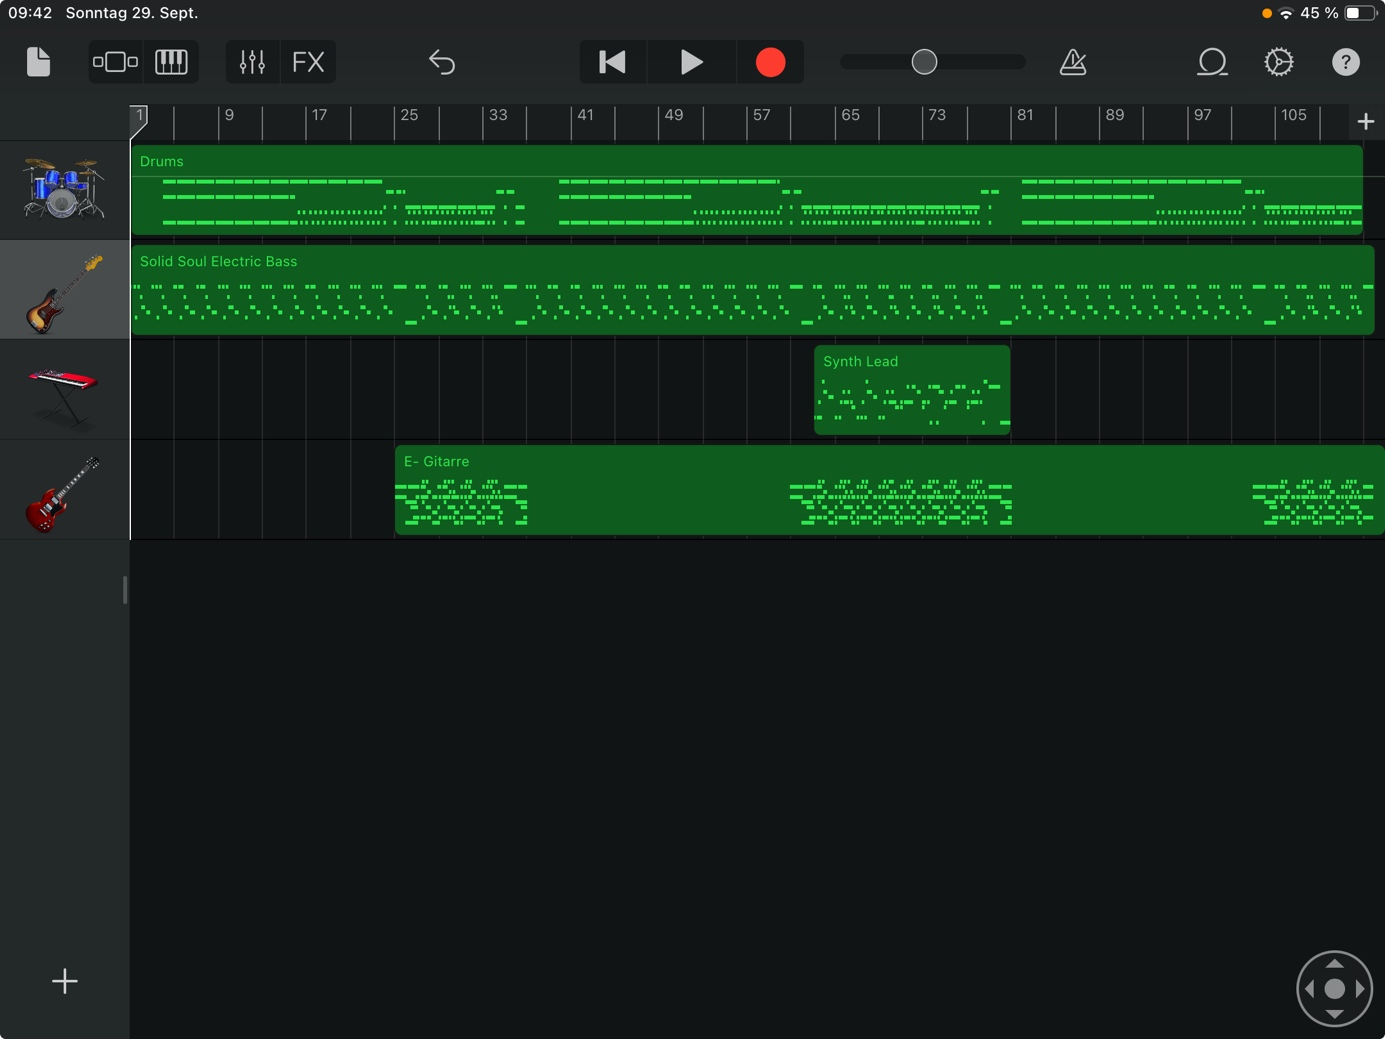 09:42 Sonntag 29. Sept. 45 %
FX ?
1 9 17 25 33 41 49 57 65 73 81 89 97 105 +
Drums
Solid Soul Electric Bass
Synth Lead
E- Gitarre
+